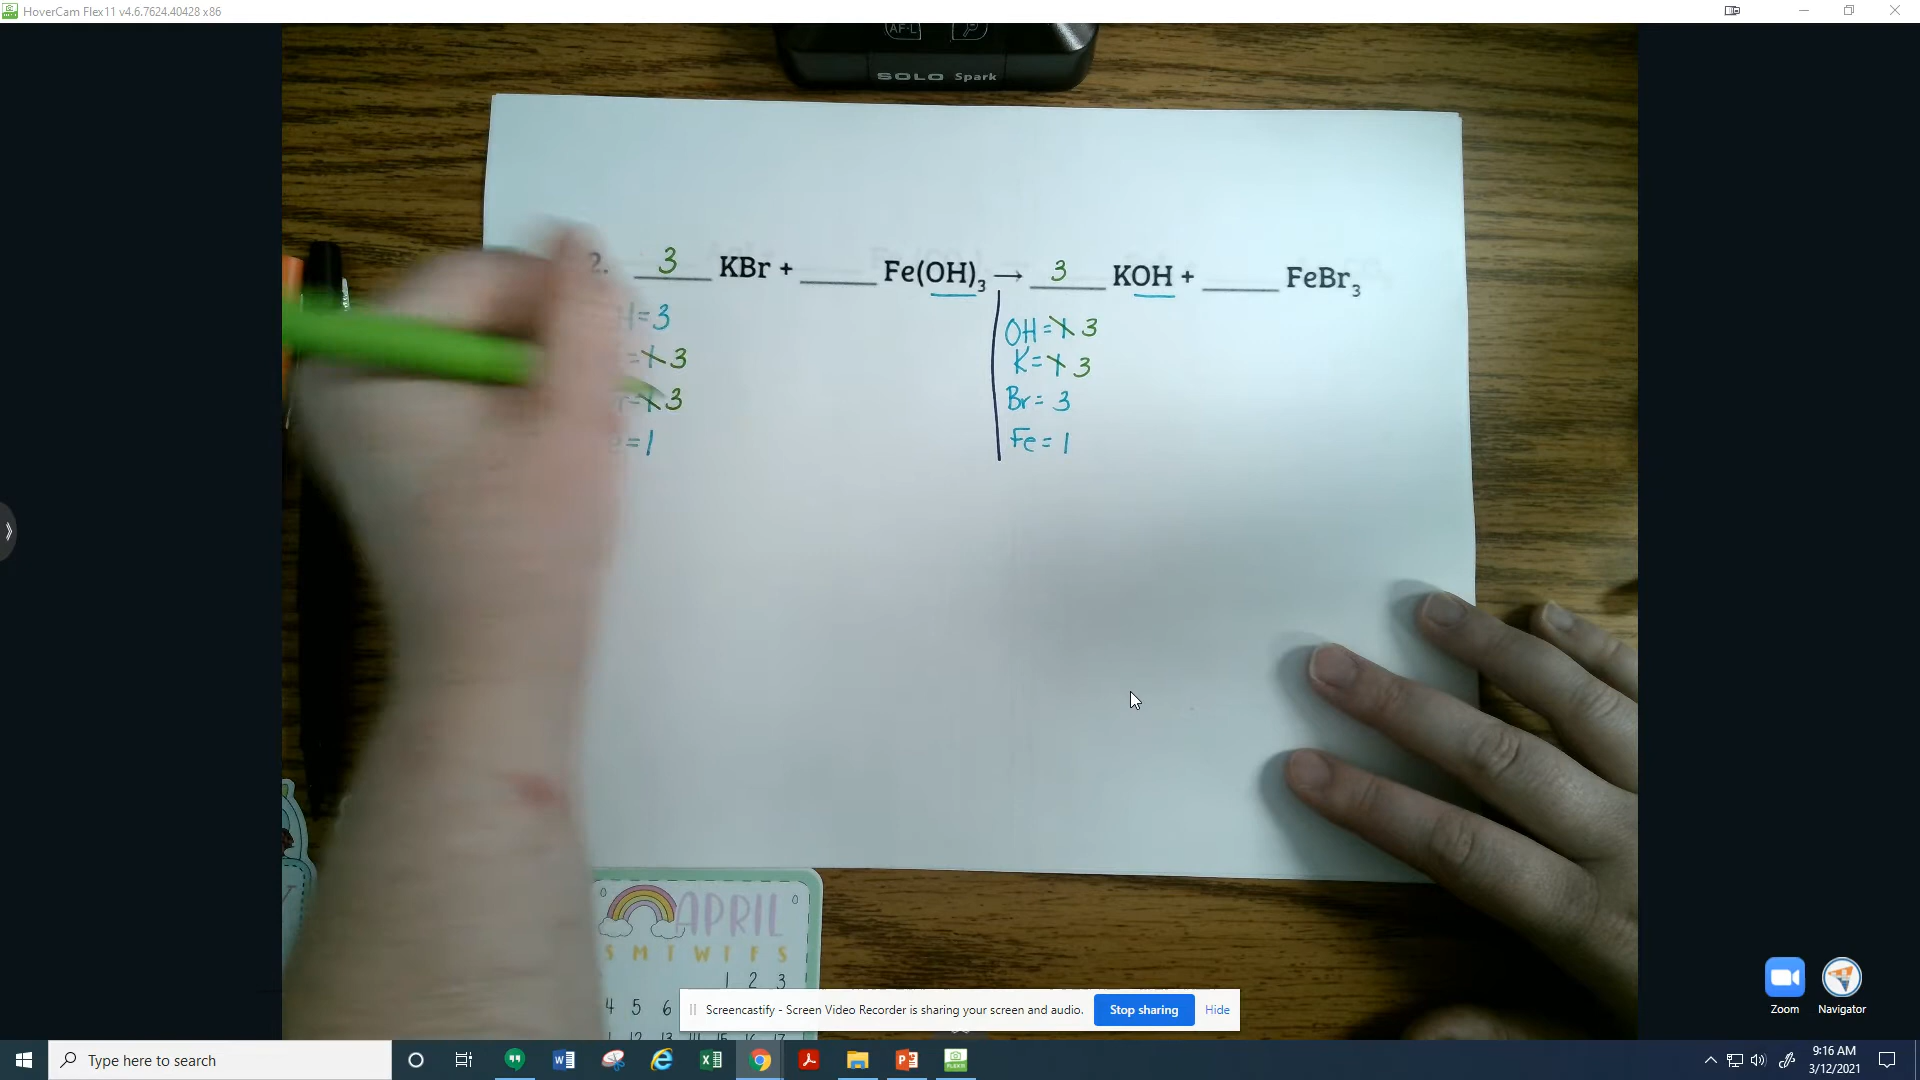 HoverCam Flex11 v4.6.7624.40428 x86
AF-L
SOLO Spark
2. 3 KBr + ____ Fe(OH)₃ → 3 KOH + ____ FeBr₃
H = 3
= 1 3
r = 1 3
e = 1
OH = 1 3
K = 1 3
Br = 3
Fe = 1
APRIL
S M T W T F S
1 2 3
4 5 6
Screencastify - Screen Video Recorder is sharing your screen and audio.
Stop sharing
Hide
Zoom
Navigator
Type here to search
9:16 AM
3/12/2021